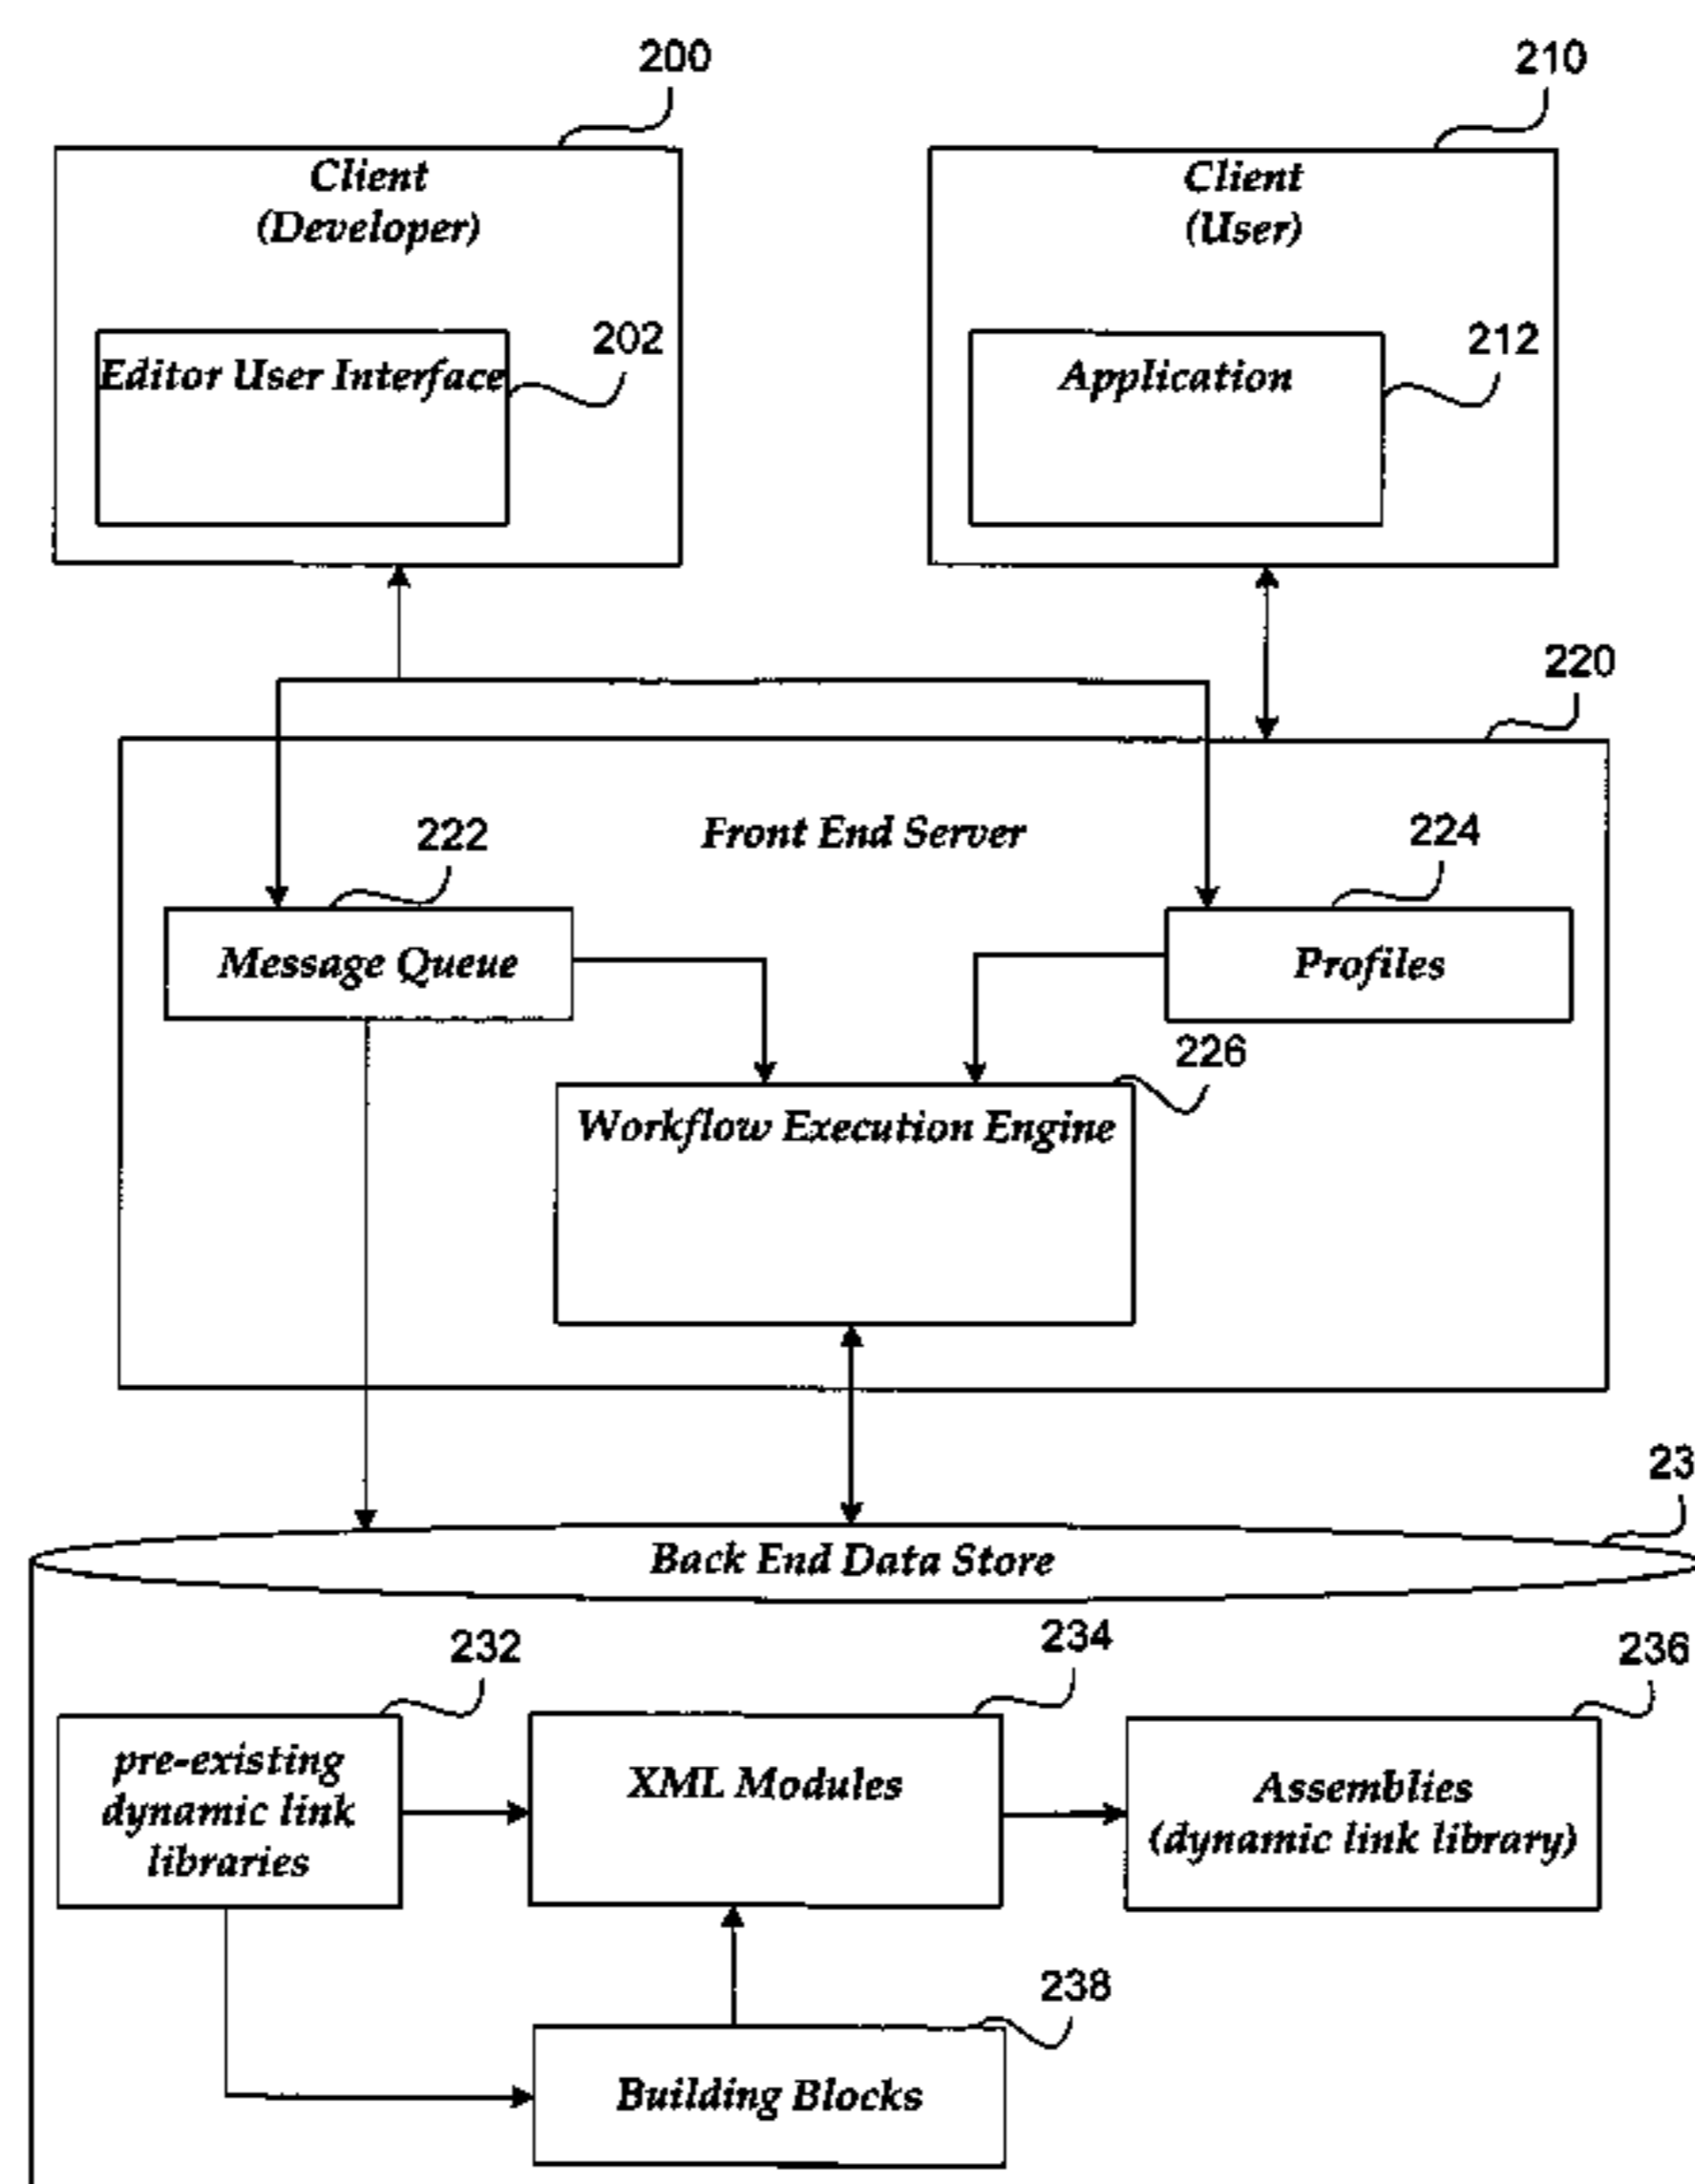 200
210
Client
(Developer)
Client
(User)
202
212
Editor User Interface
Application
220
222
Front End Server
224
Message Queue
Profiles
226
Workflow Execution Engine
23
Back End Data Store
232
234
236
pre-existing
dynamic link
libraries
XML Modules
Assemblies
(dynamic link library)
238
Building Blocks